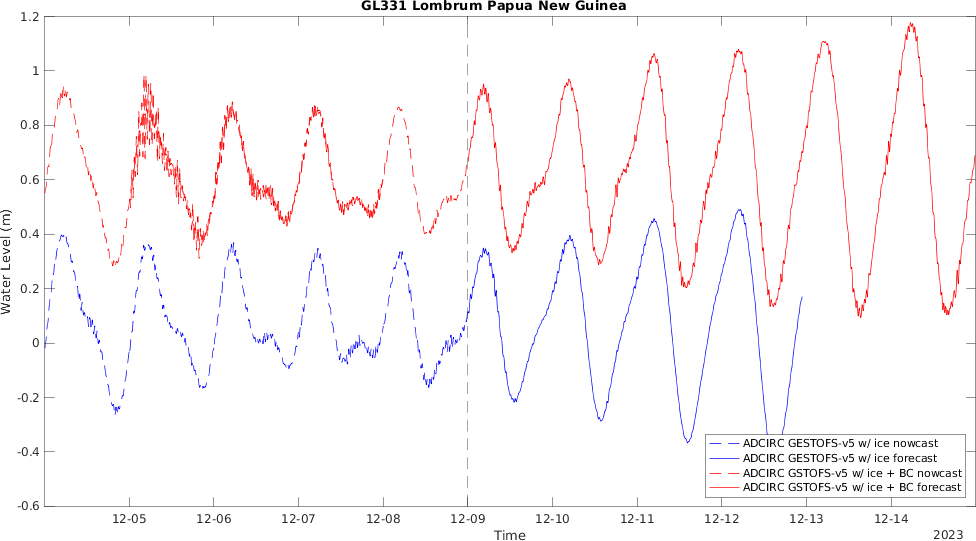 GL331 Lombrum Papua New Guinea
Water Level (m)
1.2
1
0.8
0.6
0.4
0.2
0
-0.2
-0.4
-0.6
ADCIRC GESTOFS-v5 w/ ice nowcast
ADCIRC GESTOFS-v5 w/ ice forecast
ADCIRC GSTOFS-v5 w/ ice + BC nowcast
ADCIRC GSTOFS-v5 w/ ice + BC forecast
12-05 12-06 12-07 12-08 12-09 12-10 12-11 12-12 12-13 12-14
Time
2023